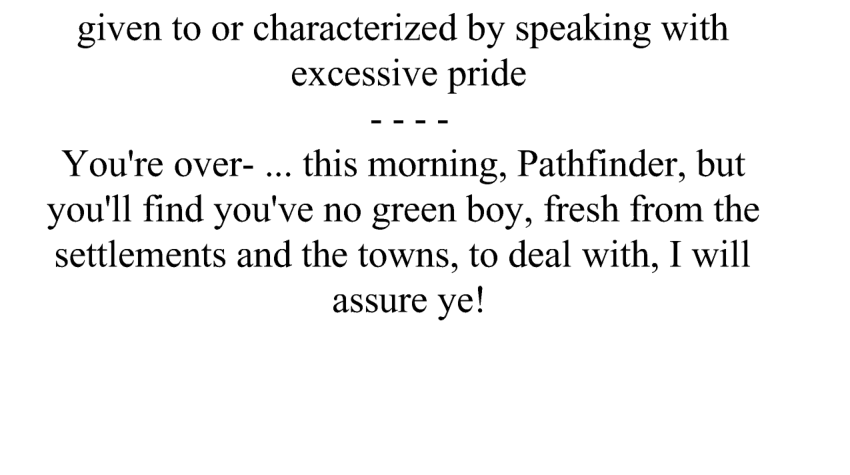 given to or characterized by speaking with
excessive pride
- - - -
You're over- ... this morning, Pathfinder, but
you'll find you've no green boy, fresh from the
settlements and the towns, to deal with, I will
assure ye!